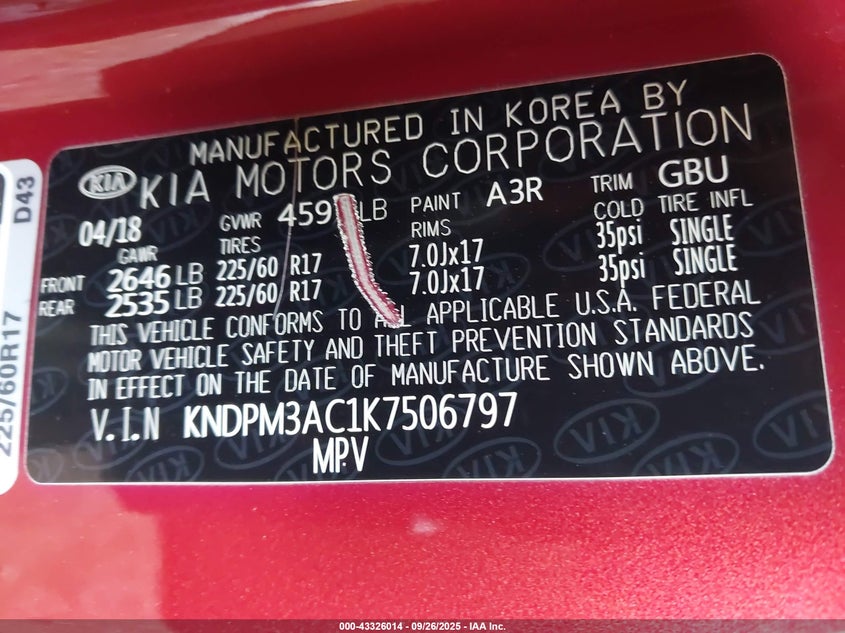 MANUFACTURED IN KOREA BY
KIA KIA MOTORS CORPORATION
04/18 GVWR 459 LB PAINT A3R TRIM GBU
GAWR TIRES RIMS COLD TIRE INFL
FRONT 2646 LB 225/60 R17 7.0Jx17 35psi SINGLE
REAR 2535 LB 225/60 R17 7.0Jx17 35psi SINGLE
THIS VEHICLE CONFORMS TO ALL APPLICABLE U.S.A. FEDERAL
MOTOR VEHICLE SAFETY AND THEFT PREVENTION STANDARDS
IN EFFECT ON THE DATE OF MANUFACTURE SHOWN ABOVE.
V.I.N KNDPM3AC1K7506797
MPV
225/60R17 D43
000-43326014 - 09/26/2025 - IAA Inc.